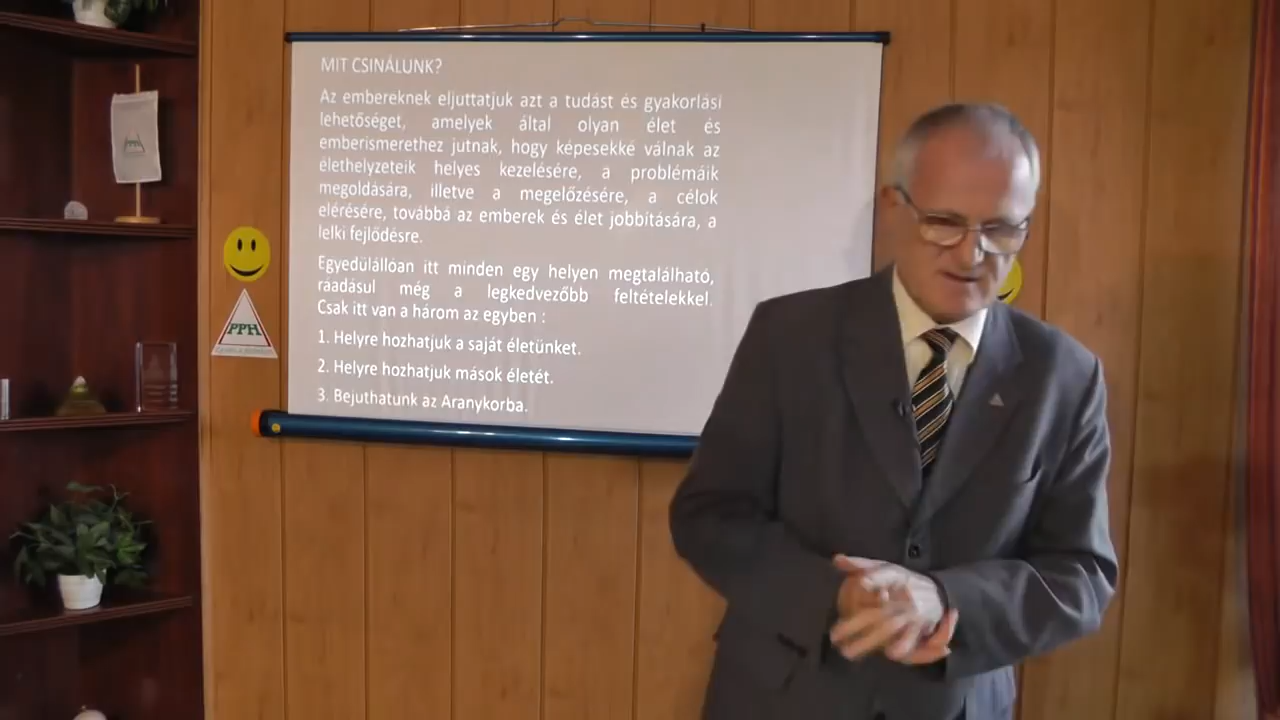 MIT CSINÁLUNK?
Az embereknek eljuttatjuk azt a tudást és gyakorlási
lehetőséget, amelyek által olyan élet és
emberismerethez jutnak, hogy képesekké válnak az
élethelyzeteik helyes kezelésére, a problémáik
megoldására, illetve a megelőzésére, a célok
elérésére, továbbá az emberek és élet jobbítására, a
lelki fejlődésre.
Egyedülállóan itt minden egy helyen megtalálható,
ráadásul még a legkedvezőbb feltételekkel.
Csak itt van a három az egyben :
1. Helyre hozhatjuk a saját életünket.
2. Helyre hozhatjuk mások életét.
3. Bejuthatunk az Aranykorba.
PPH